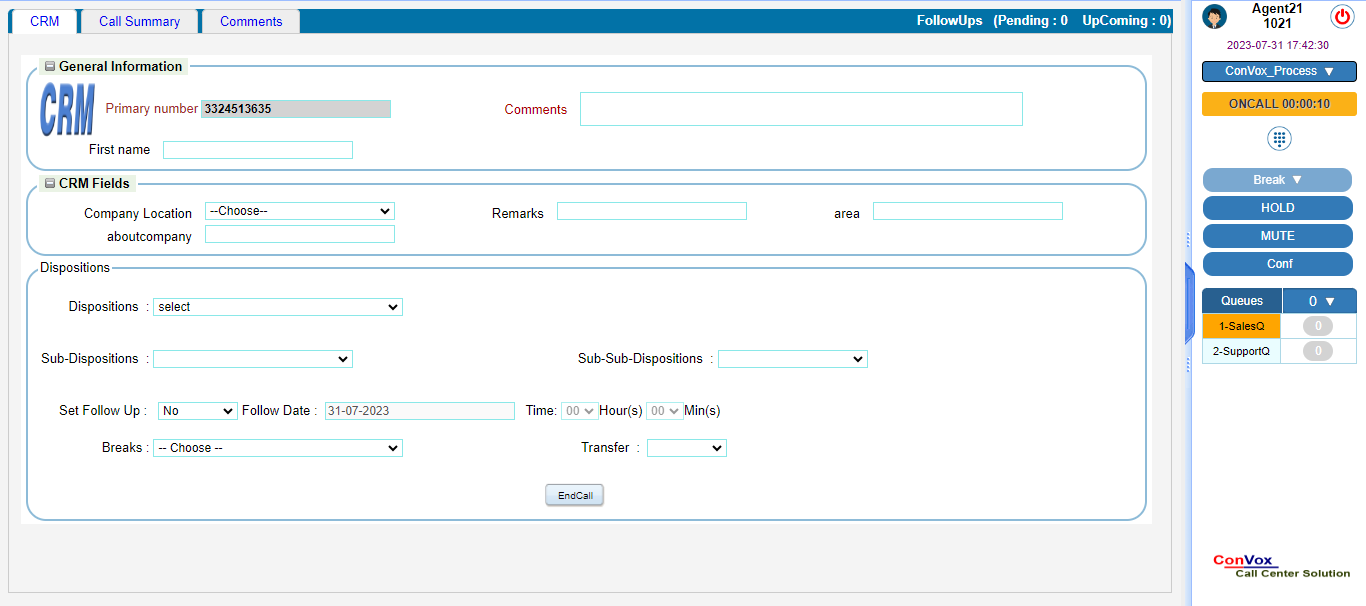 CRM Call Summary Comments FollowUps (Pending : 0 UpComing : 0)
General Information
CRM Primary number 3324513635 Comments
First name
CRM Fields
Company Location --Choose-- Remarks area
aboutcompany
Dispositions
Dispositions : select
Sub-Dispositions : Sub-Sub-Dispositions :
Set Follow Up : No Follow Date : 31-07-2023 Time: 00 Hour(s) 00 Min(s)
Breaks : -- Choose -- Transfer :
EndCall
Agent21
1021
2023-07-31 17:42:30
ConVox_Process ▼
ONCALL 00:00:10
Break ▼
HOLD
MUTE
Conf
Queues 0 ▼
1-SalesQ 0
2-SupportQ 0
ConVox
Call Center Solution